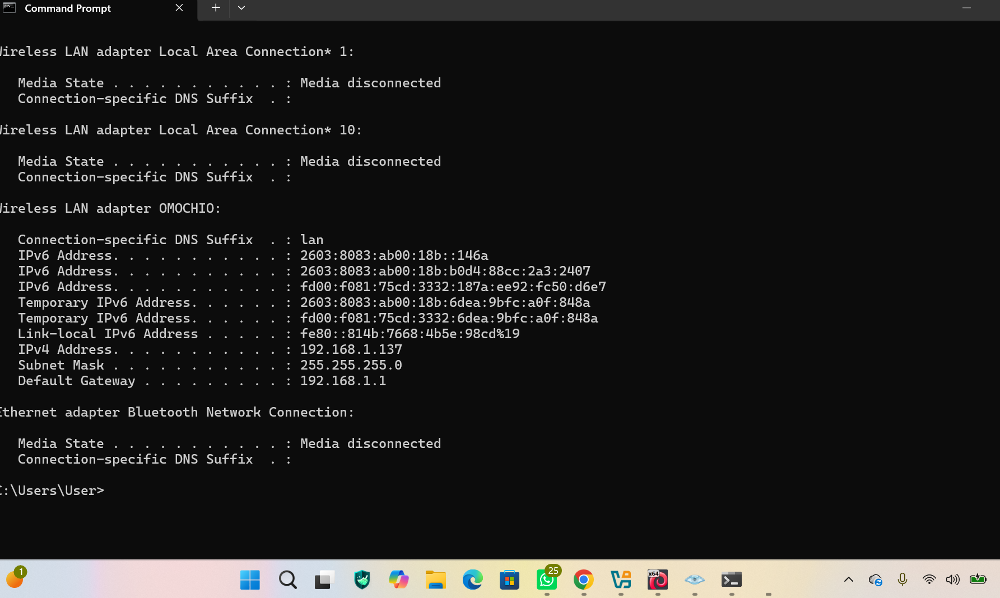 Command Prompt
Wireless LAN adapter Local Area Connection* 1:
Media State . . . . . . . . . . . : Media disconnected
Connection-specific DNS Suffix  . :
Wireless LAN adapter Local Area Connection* 10:
Media State . . . . . . . . . . . : Media disconnected
Connection-specific DNS Suffix  . :
Wireless LAN adapter OMOCHIO:
Connection-specific DNS Suffix  . : lan
IPv6 Address. . . . . . . . . . . : 2603:8083:ab00:18b::146a
IPv6 Address. . . . . . . . . . . : 2603:8083:ab00:18b:b0d4:88cc:2a3:2407
IPv6 Address. . . . . . . . . . . : fd00:f081:75cd:3332:187a:ee92:fc50:d6e7
Temporary IPv6 Address. . . . . . : 2603:8083:ab00:18b:6dea:9bfc:a0f:848a
Temporary IPv6 Address. . . . . . : fd00:f081:75cd:3332:6dea:9bfc:a0f:848a
Link-local IPv6 Address . . . . . : fe80::814b:7668:4b5e:98cd%19
IPv4 Address. . . . . . . . . . . : 192.168.1.137
Subnet Mask . . . . . . . . . . . : 255.255.255.0
Default Gateway . . . . . . . . . : 192.168.1.1
Ethernet adapter Bluetooth Network Connection:
Media State . . . . . . . . . . . : Media disconnected
Connection-specific DNS Suffix  . :
C:\Users\User>
1
25
x64